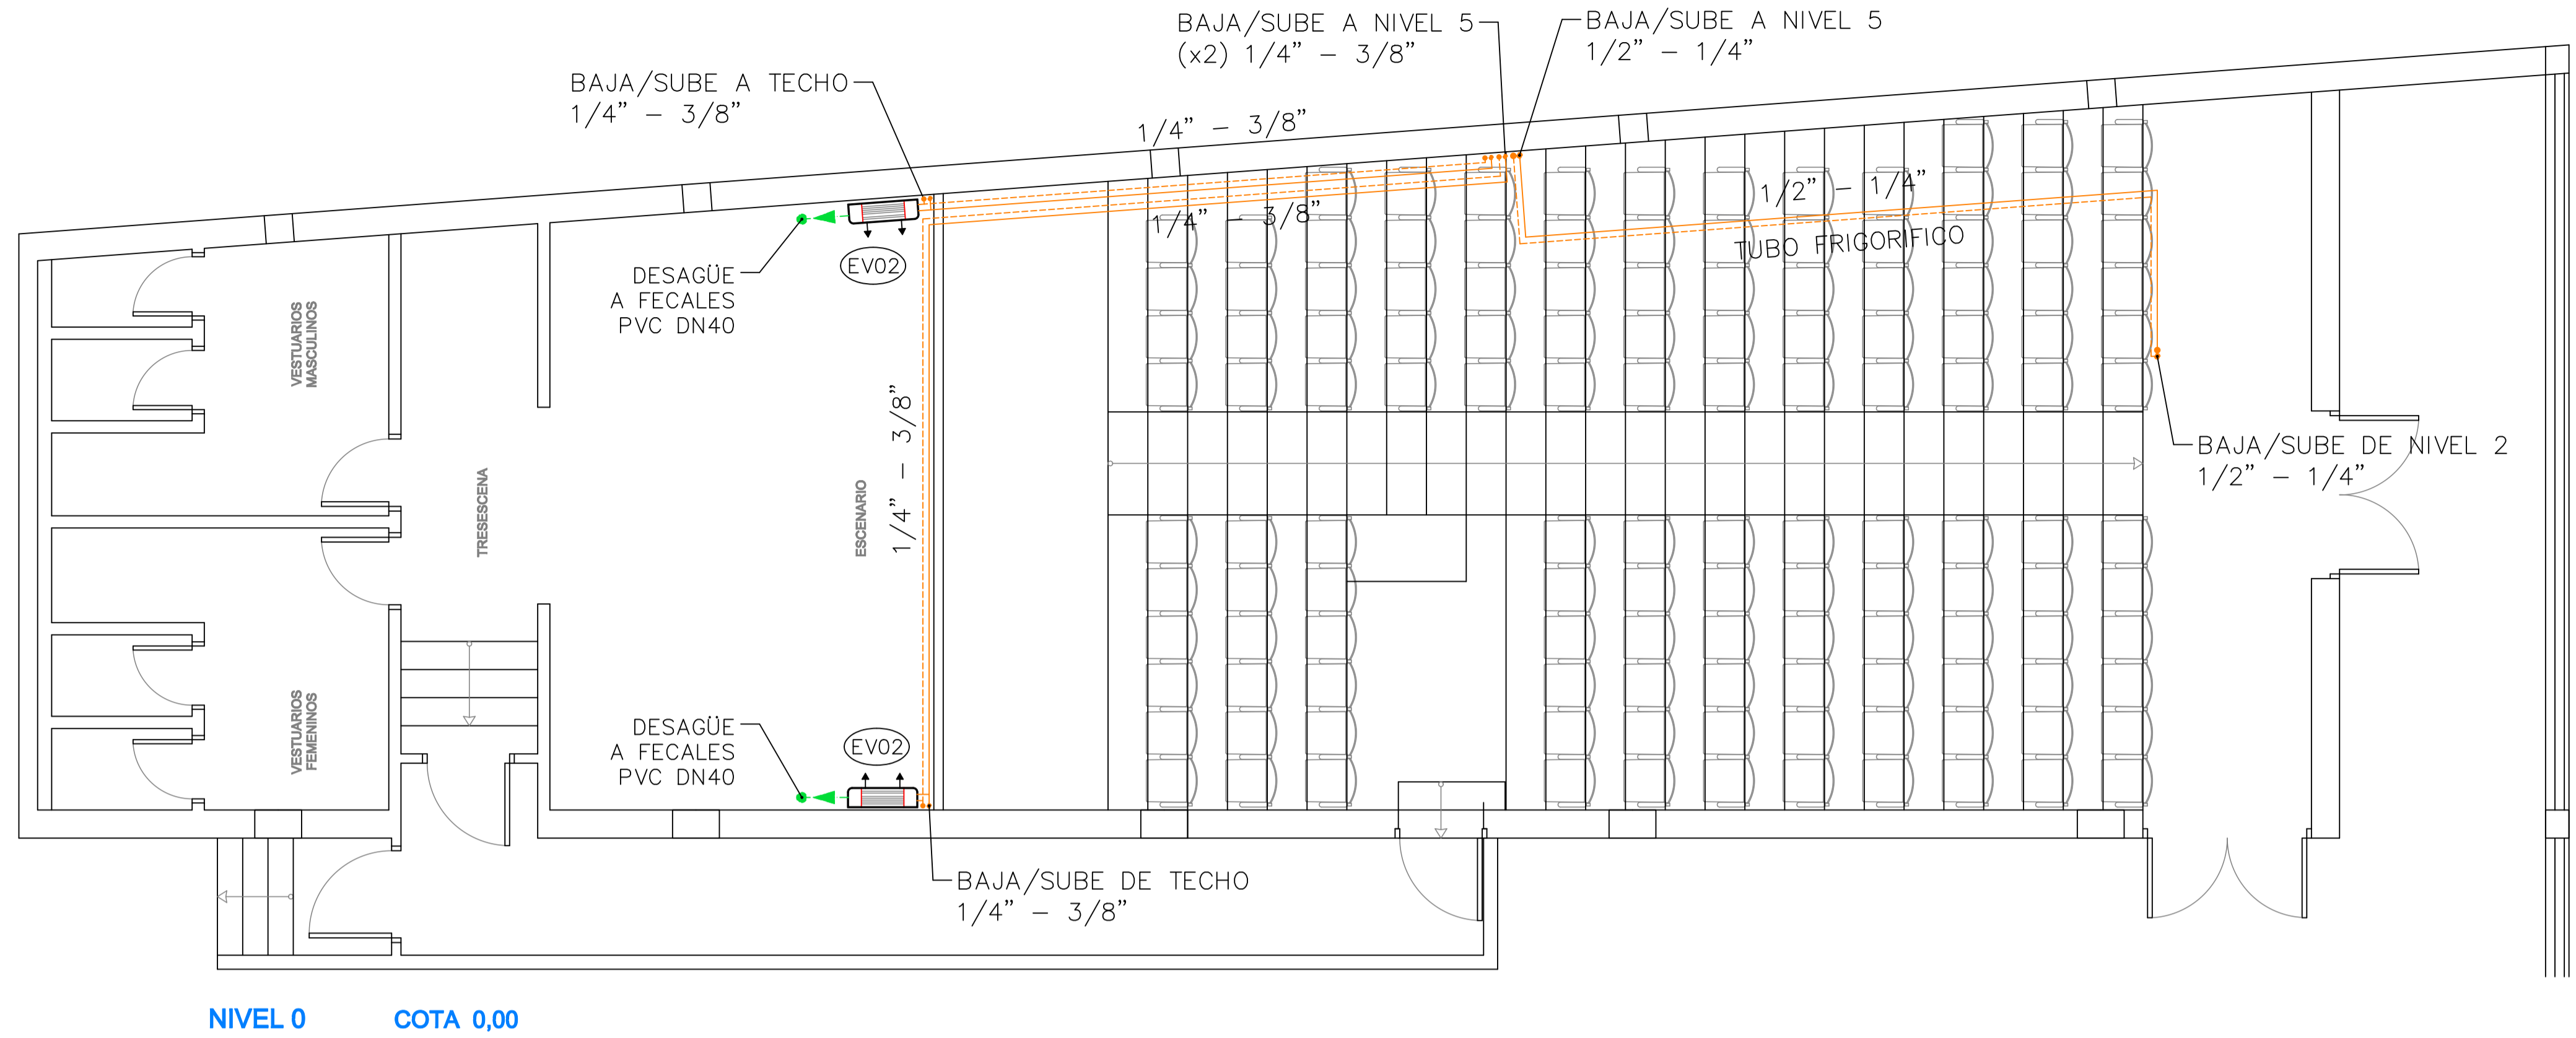 BAJA/SUBE A NIVEL 5
(x2) 1/4” – 3/8”
BAJA/SUBE A NIVEL 5
1/2” – 1/4”
BAJA/SUBE A TECHO
1/4” – 3/8”
1/4” – 3/8”
1/4” – 3/8”
1/2” – 1/4”
TUBO FRIGORIFICO
EV02
DESAGÜE
A FECALES
PVC DN40
VESTUARIOS
MASCULINOS
TRESESCENA
ESCENARIO
1/4” – 3/8”
BAJA/SUBE DE NIVEL 2
1/2” – 1/4”
VESTUARIOS
FEMENINOS
DESAGÜE
A FECALES
PVC DN40
EV02
BAJA/SUBE DE TECHO
1/4” – 3/8”
NIVEL 0 COTA 0,00